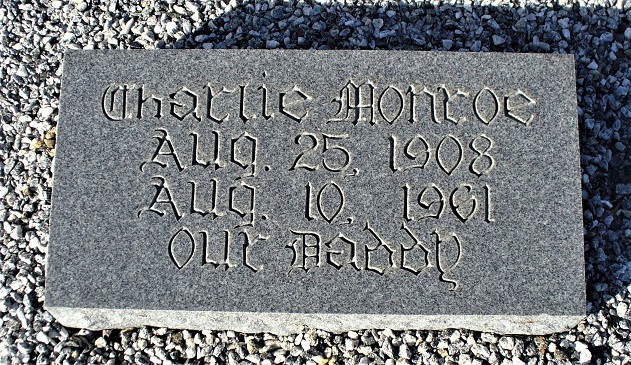 Charlie Monroe
Aug. 25, 1908
Aug. 10, 1961
Our Daddy